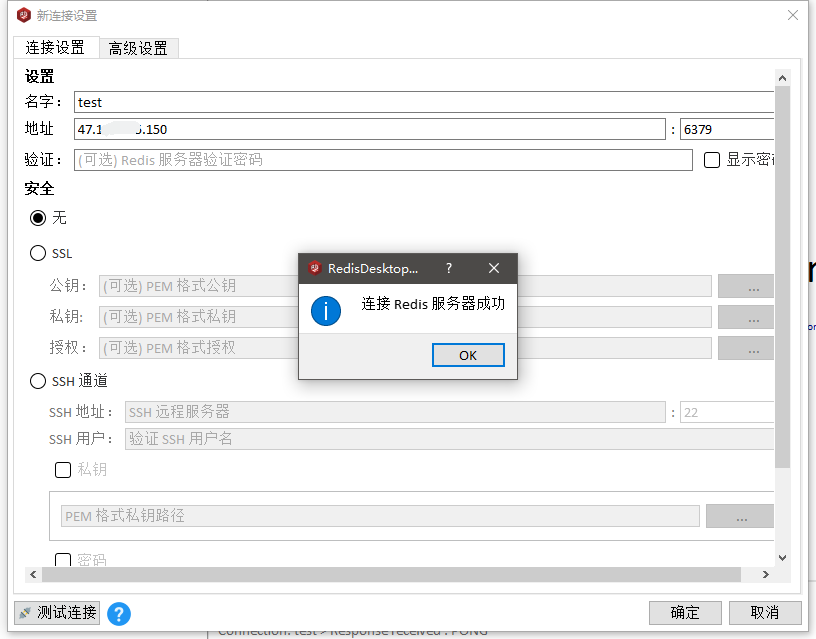 新连接设置
连接设置 高级设置
设置
名字： test
地址 47.1 .150 : 6379
验证： (可选) Redis 服务器验证密码 显示密
安全
无
SSL
公钥： (可选) PEM 格式公钥 ...
私钥: (可选) PEM 格式私钥 ...
授权： (可选) PEM 格式授权 ...
RedisDesktop... ?
连接 Redis 服务器成功
OK
SSH 通道
SSH 地址： SSH 远程服务器 : 22
SSH 用户： 验证 SSH 用户名
私钥
PEM 格式私钥路径 ...
密码
测试连接 ? 确定 取消
Connection: test > Response received : PONG